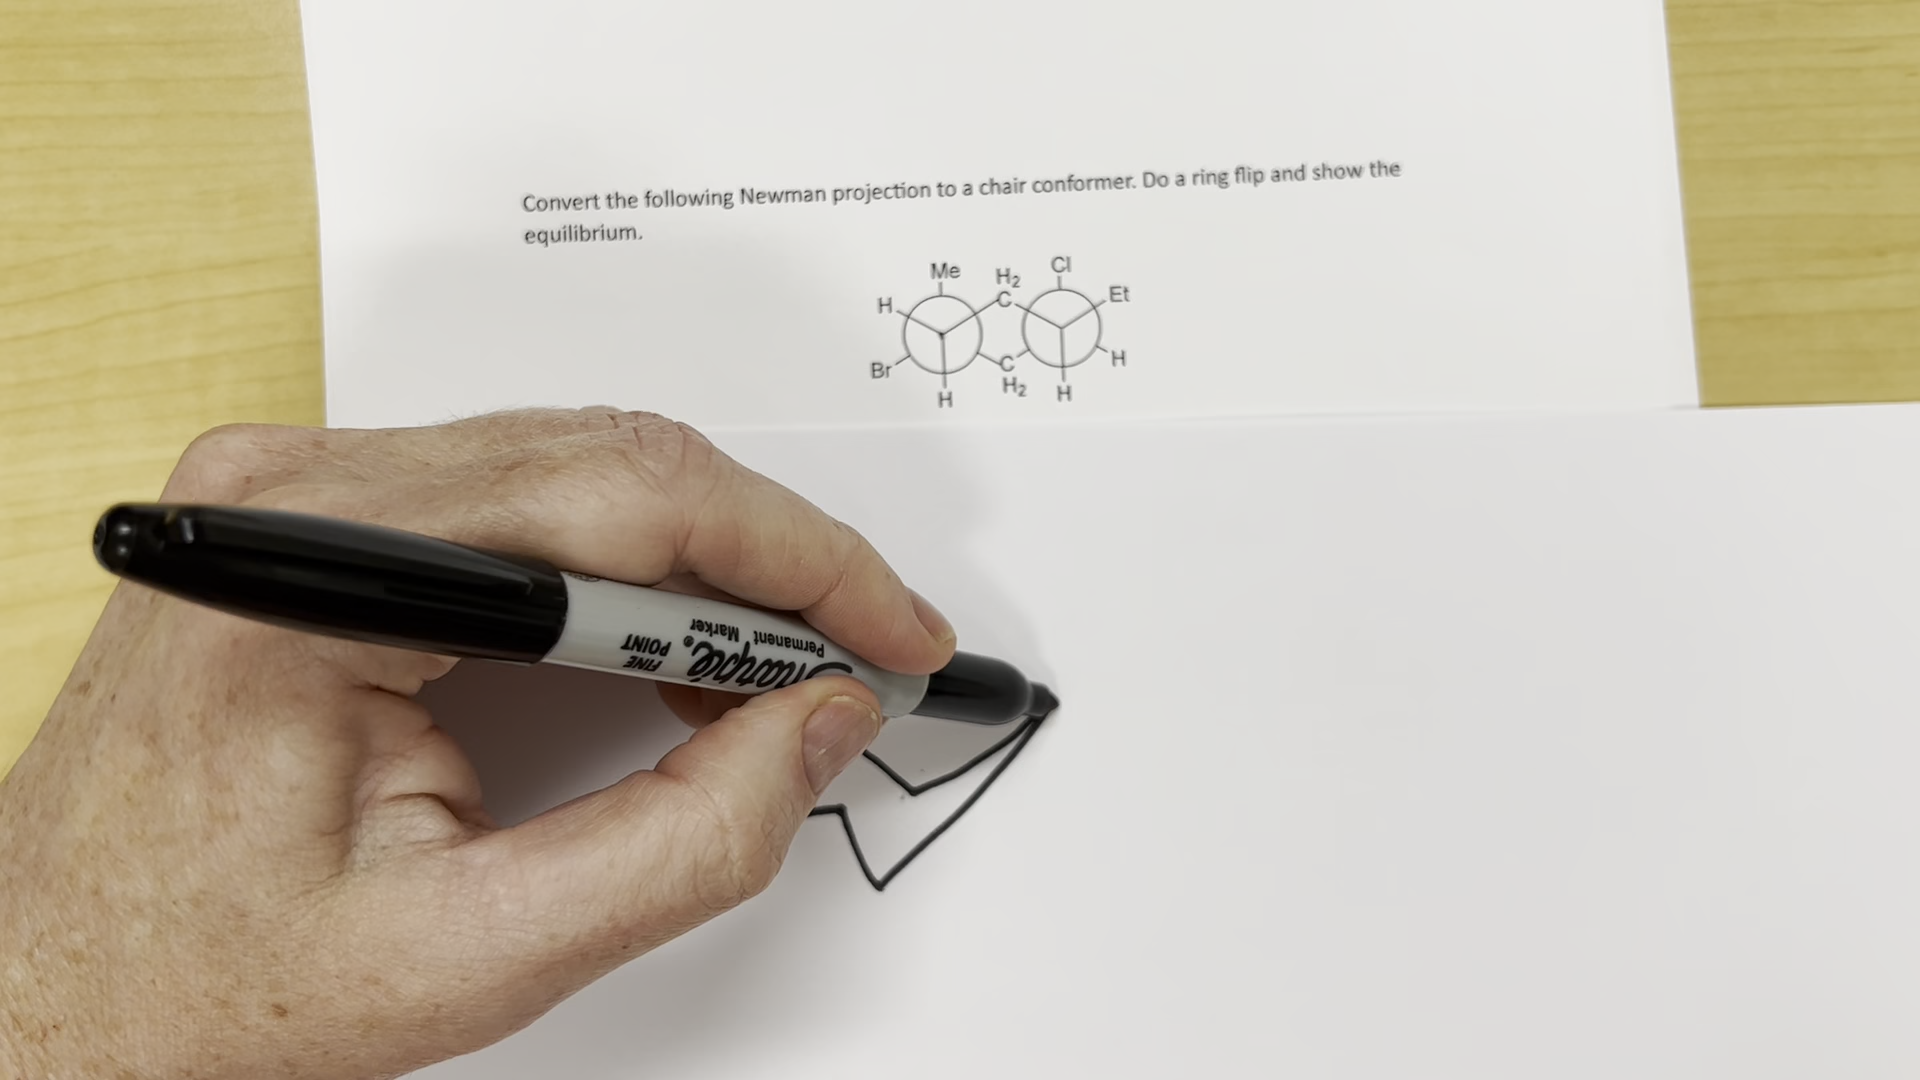 Convert the following Newman projection to a chair conformer. Do a ring flip and show the
equilibrium.
Me H₂ Cl
H C Et
Br C H
H H₂ H
Permanent Marker
Sharpie®
FINE
POINT